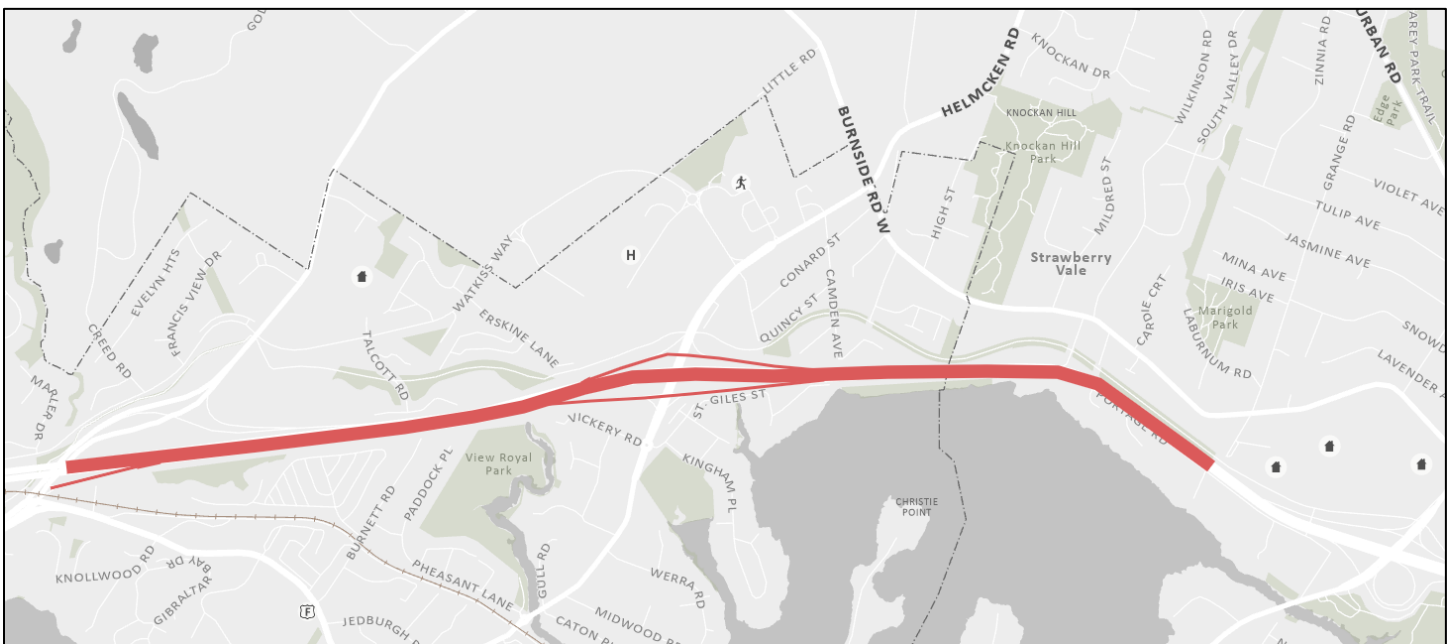 LITTLE RD
HELMCKEN RD
KNOCKAN DR
WILKINSON RD
SOUTH VALLEY DR
ZINNIA RD
URBAN RD
AREY PARK TRAIL
Edge
Park
BURNSIDE RD W
KNOCKAN HILL
Knockan Hill
Park
GRANGE RD
VIOLET AVE
TULIP AVE
JASMINE AVE
MINA AVE
IRIS AVE
HIGH ST
MILDRED ST
Strawberry
Vale
EVELYN HTS
FRANCIS VIEW DR
CREED RD
WATKISS WAY
H
CONARD ST
CAMDEN AVE
QUINCY ST
ERSKINE LANE
TALCOTT RD
CAROLE CRT
LABURNUM RD
Marigold
Park
SNOWD
LAVENDER A
PORTAGE RD
ST. GILES ST
VICKERY RD
View Royal
Park
KINGHAM PL
PADDOCK PL
BURNETT RD
CHRISTIE
POINT
KNOLLWOOD RD
BAY DR
GIBRALTAR
F
JEDBURGH
PHEASANT LANE
GULL RD
CATON
MIDWOOD
WERRA RD